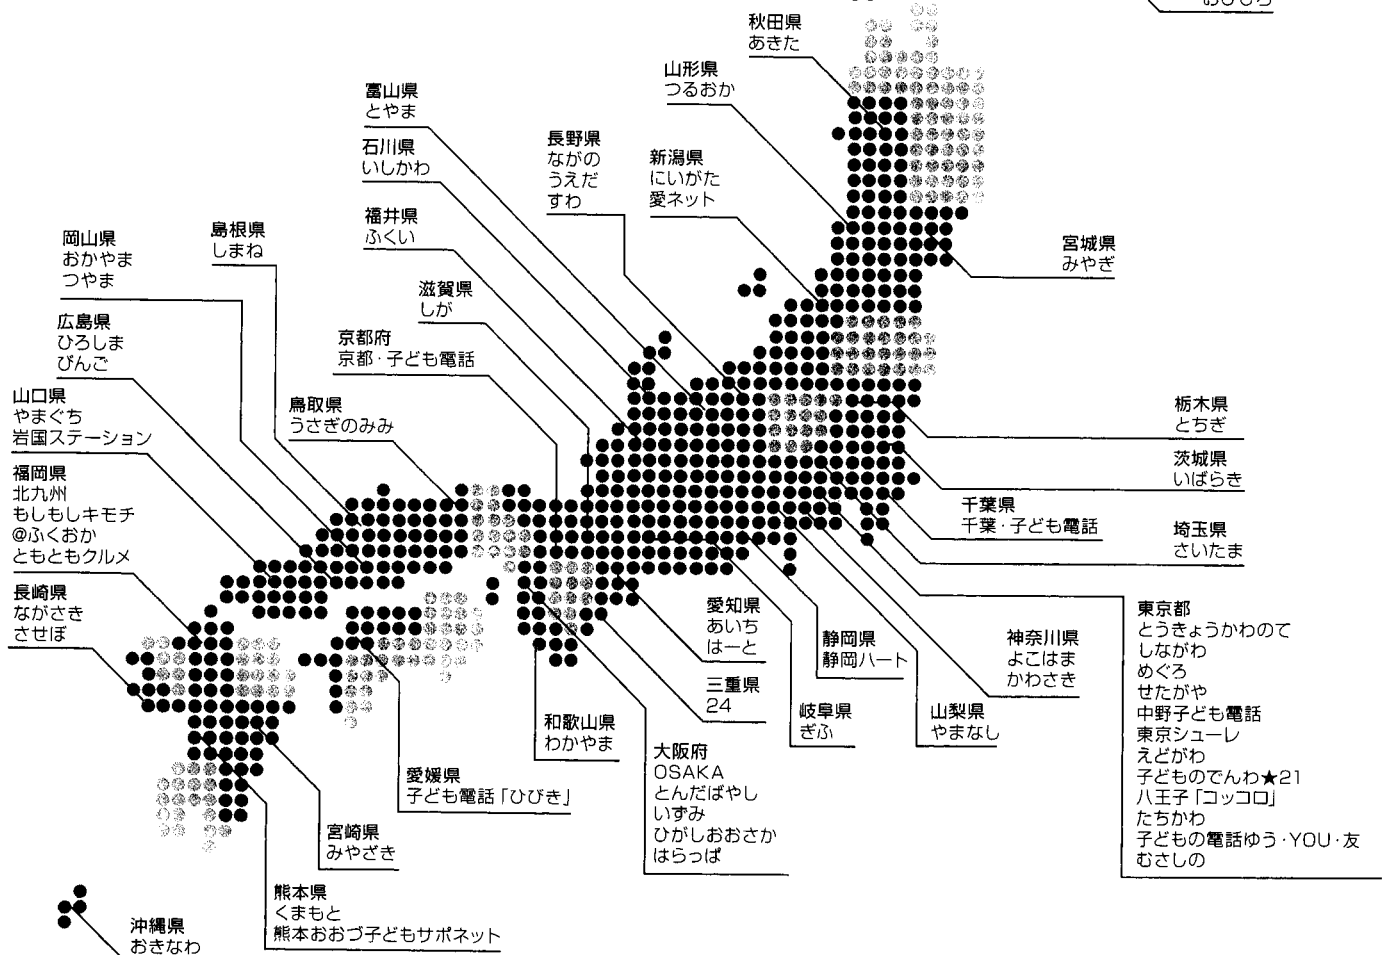 秋田県
あきた
山形県
つるおか
富山県
とやま
石川県
いしかわ
長野県
ながの
うえだ
すわ
新潟県
にいがた
愛ネット
福井県
ふくい
島根県
しまね
岡山県
おかやま
つやま
宮城県
みやぎ
滋賀県
しが
広島県
ひろしま
びんご
京都府
京都・子ども電話
山口県
やまぐち
岩国ステーション
鳥取県
うさぎのみみ
栃木県
とちぎ
茨城県
いばらき
福岡県
北九州
もしもしキモチ
@ふくおか
ともともクルメ
千葉県
千葉・子ども電話
埼玉県
さいたま
長崎県
ながさき
させぼ
愛知県
あいち
はーと
静岡県
静岡ハート
神奈川県
よこはま
かわさき
東京都
とうきょうかわのて
しながわ
めぐろ
せたがや
中野子ども電話
東京シューレ
えどがわ
子どものでんわ★21
八王子「コッコロ」
たちかわ
子どもの電話ゆう・YOU・友
むさしの
三重県
24
岐阜県
ぎふ
山梨県
やまなし
和歌山県
わかやま
大阪府
OSAKA
とんだばやし
いずみ
ひがしおおさか
はらっぱ
愛媛県
子ども電話「ひびき」
宮崎県
みやざき
熊本県
くまもと
熊本おおづ子どもサポネット
沖縄県
おきなわ